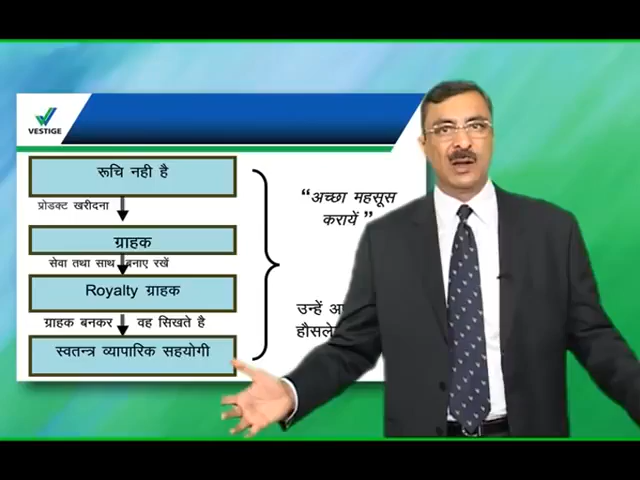 VESTIGE
रूचि नही है
प्रोडक्ट खरीदना
ग्राहक
सेवा तथा साथ बनाए रखें
Royalty ग्राहक
ग्राहक बनकर वह सिखते है
स्वतन्त्र व्यापारिक सहयोगी
“अच्छा महसूस
करायें ”
उन्हें